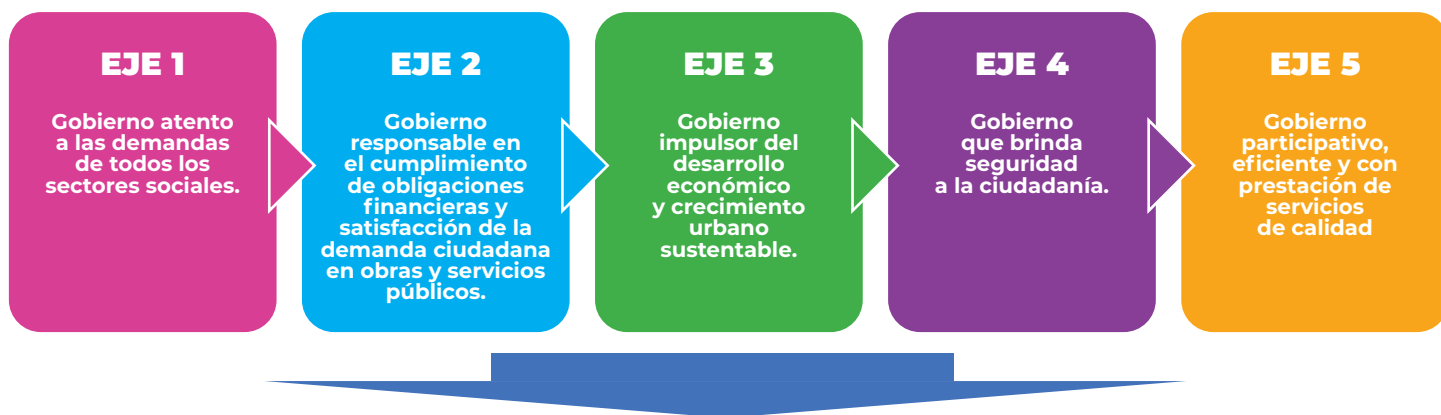 EJE 1
Gobierno atento
a las demandas
de todos los
sectores sociales.
EJE 2
Gobierno
responsable en
el cumplimiento
de obligaciones
financieras y
satisfacción de la
demanda ciudadana
en obras y servicios
públicos.
EJE 3
Gobierno
impulsor del
desarrollo
económico
y crecimiento
urbano
sustentable.
EJE 4
Gobierno
que brinda
seguridad
a la ciudadanía.
EJE 5
Gobierno
participativo,
eficiente y con
prestación de
servicios
de calidad